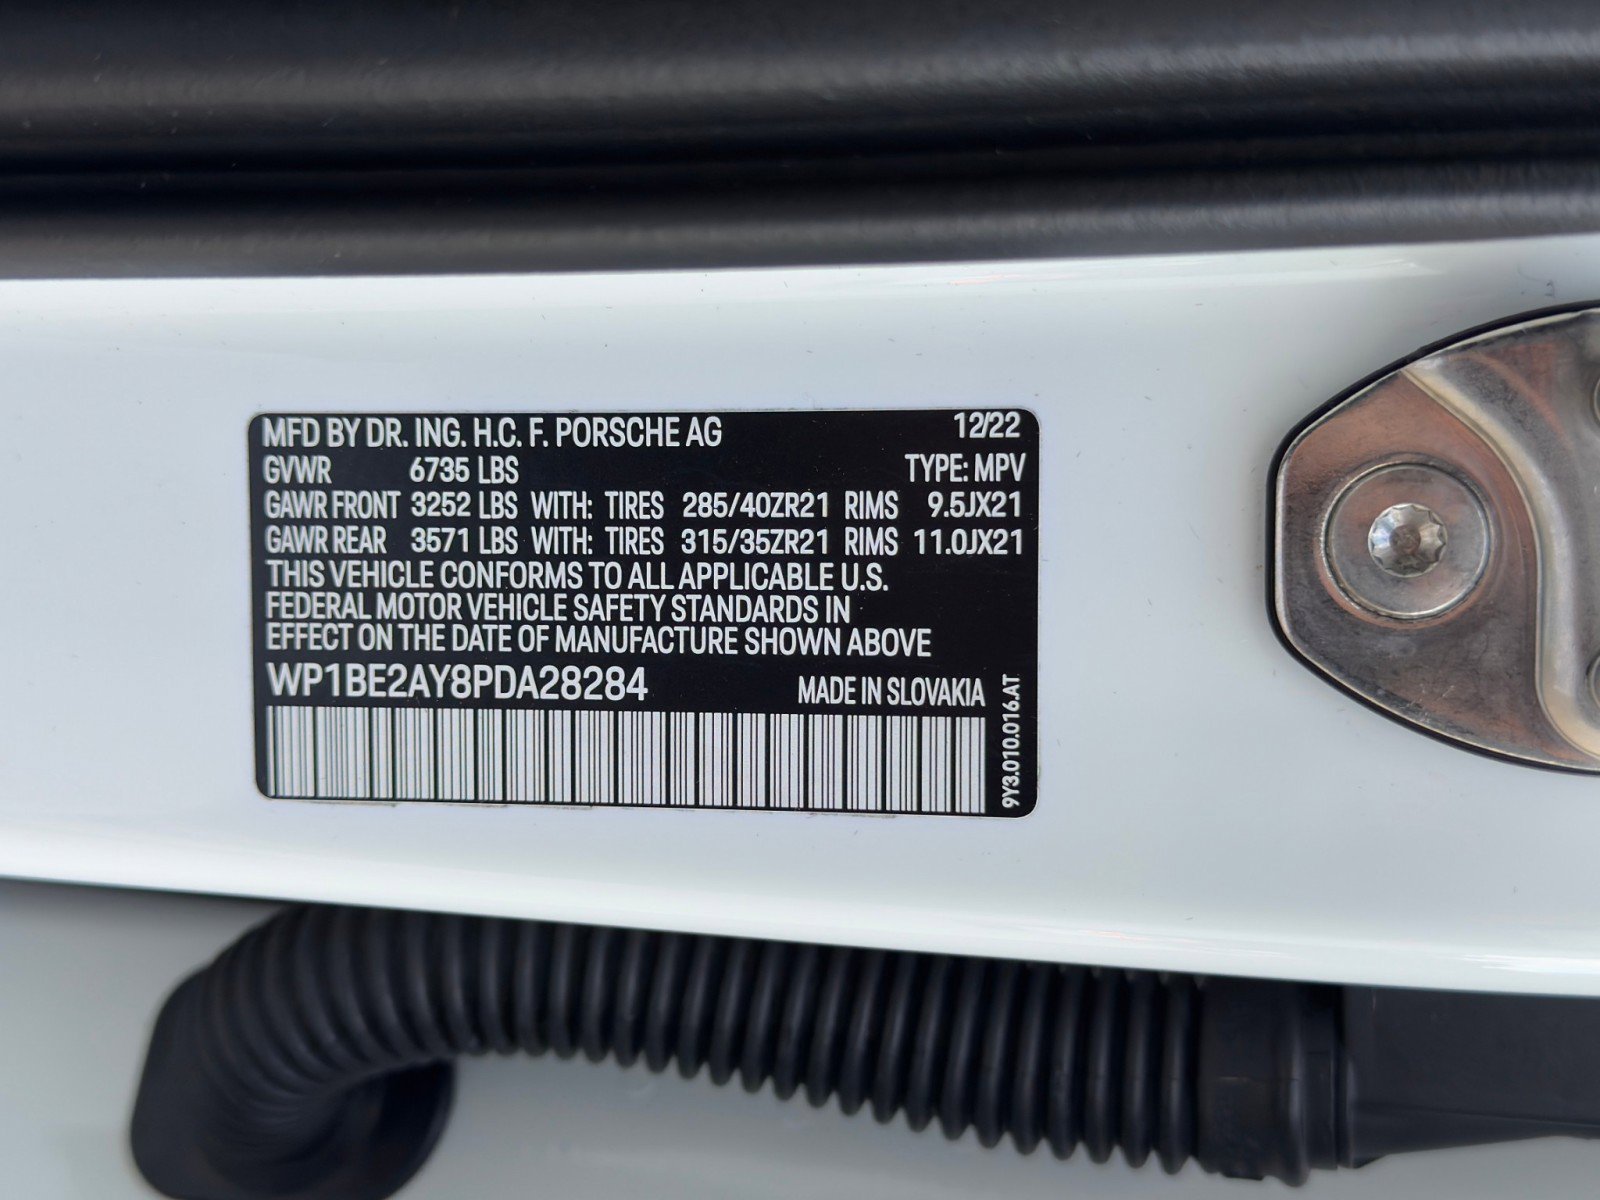 MFD BY DR. ING. H.C. F. PORSCHE AG 12/22
GVWR 6735 LBS TYPE: MPV
GAWR FRONT 3252 LBS WITH: TIRES 285/40ZR21 RIMS 9.5JX21
GAWR REAR 3571 LBS WITH: TIRES 315/35ZR21 RIMS 11.0JX21
THIS VEHICLE CONFORMS TO ALL APPLICABLE U.S.
FEDERAL MOTOR VEHICLE SAFETY STANDARDS IN
EFFECT ON THE DATE OF MANUFACTURE SHOWN ABOVE
WP1BE2AY8PDA28284 MADE IN SLOVAKIA
9Y3.010.016.AT